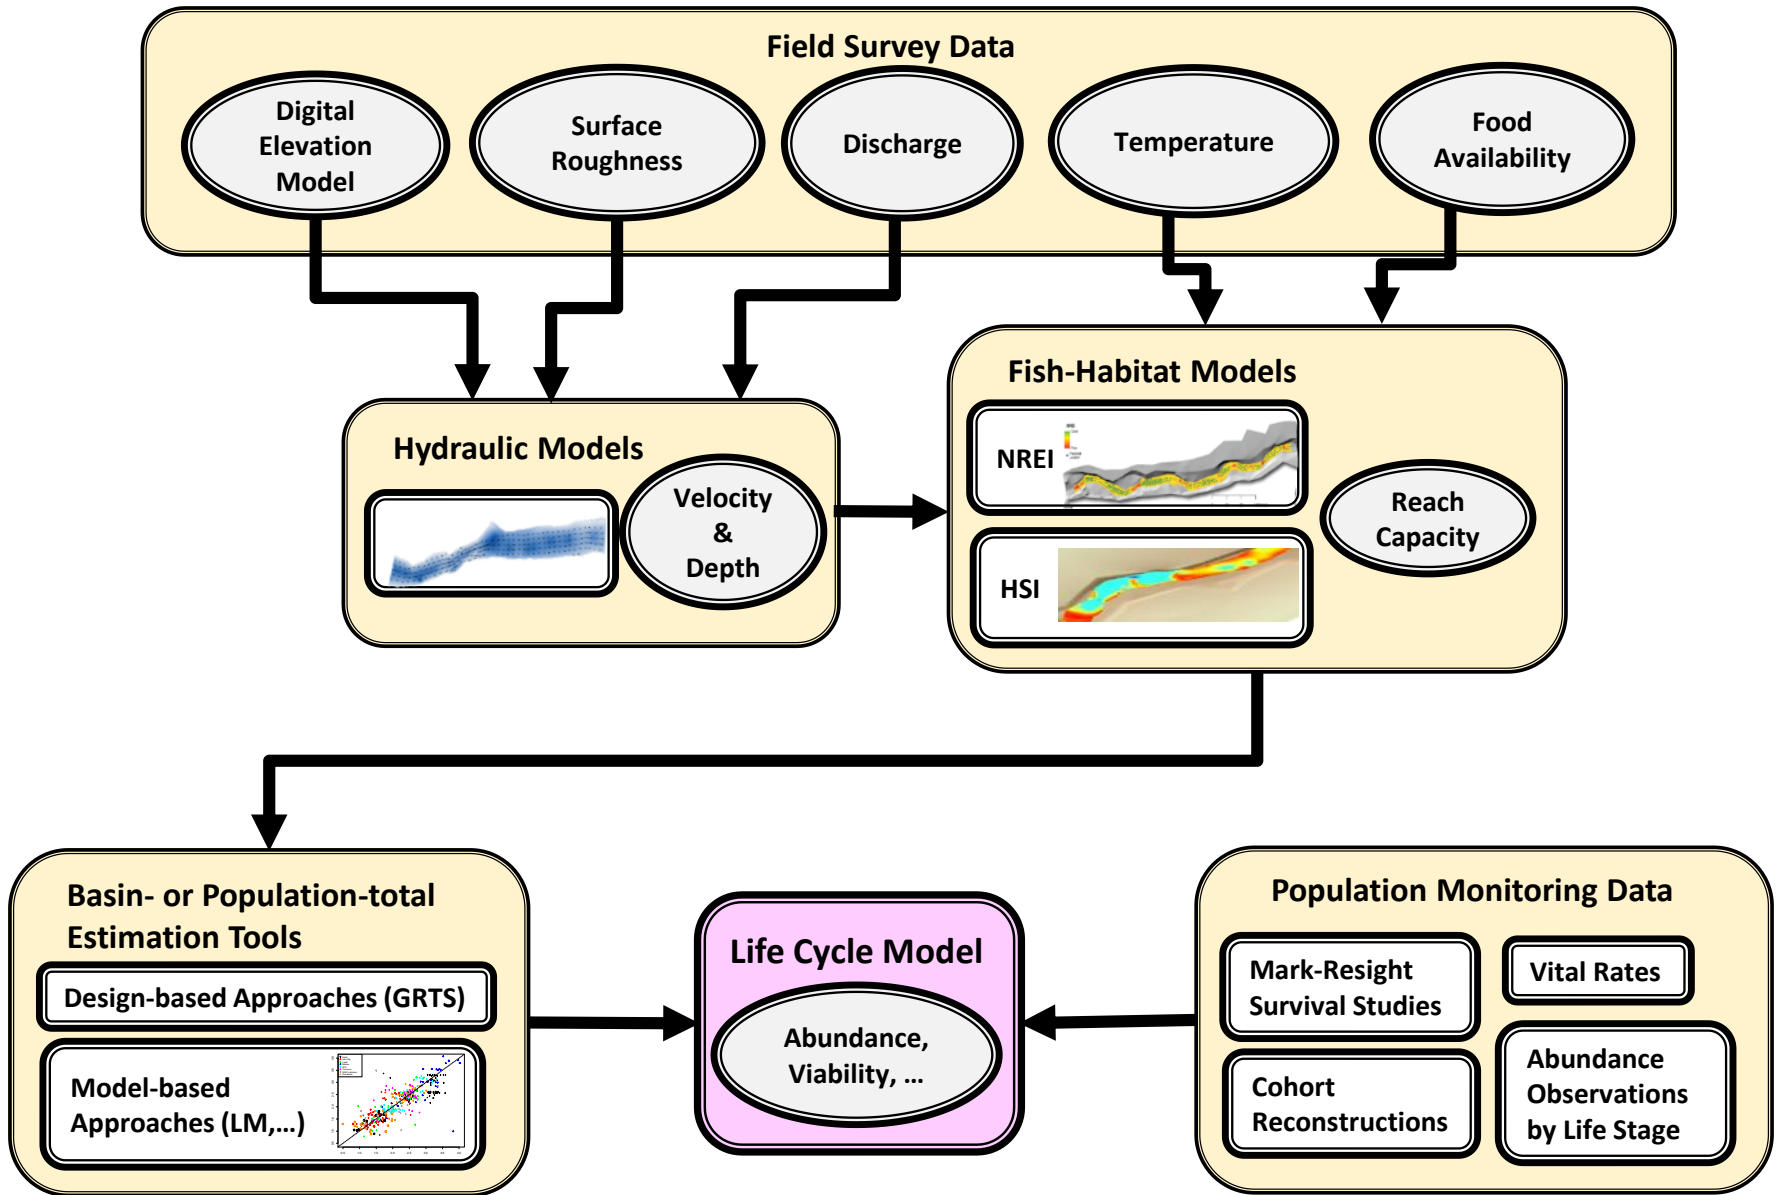 Field Survey Data
Digital
Elevation
Model
Surface
Roughness
Discharge
Temperature
Food
Availability
Hydraulic Models
Velocity
&
Depth
Fish-Habitat Models
NREI
HSI
Reach
Capacity
Basin- or Population-total
Estimation Tools
Design-based Approaches (GRTS)
Model-based
Approaches (LM,...)
Life Cycle Model
Abundance,
Viability, ...
Population Monitoring Data
Mark-Resight
Survival Studies
Vital Rates
Cohort
Reconstructions
Abundance
Observations
by Life Stage